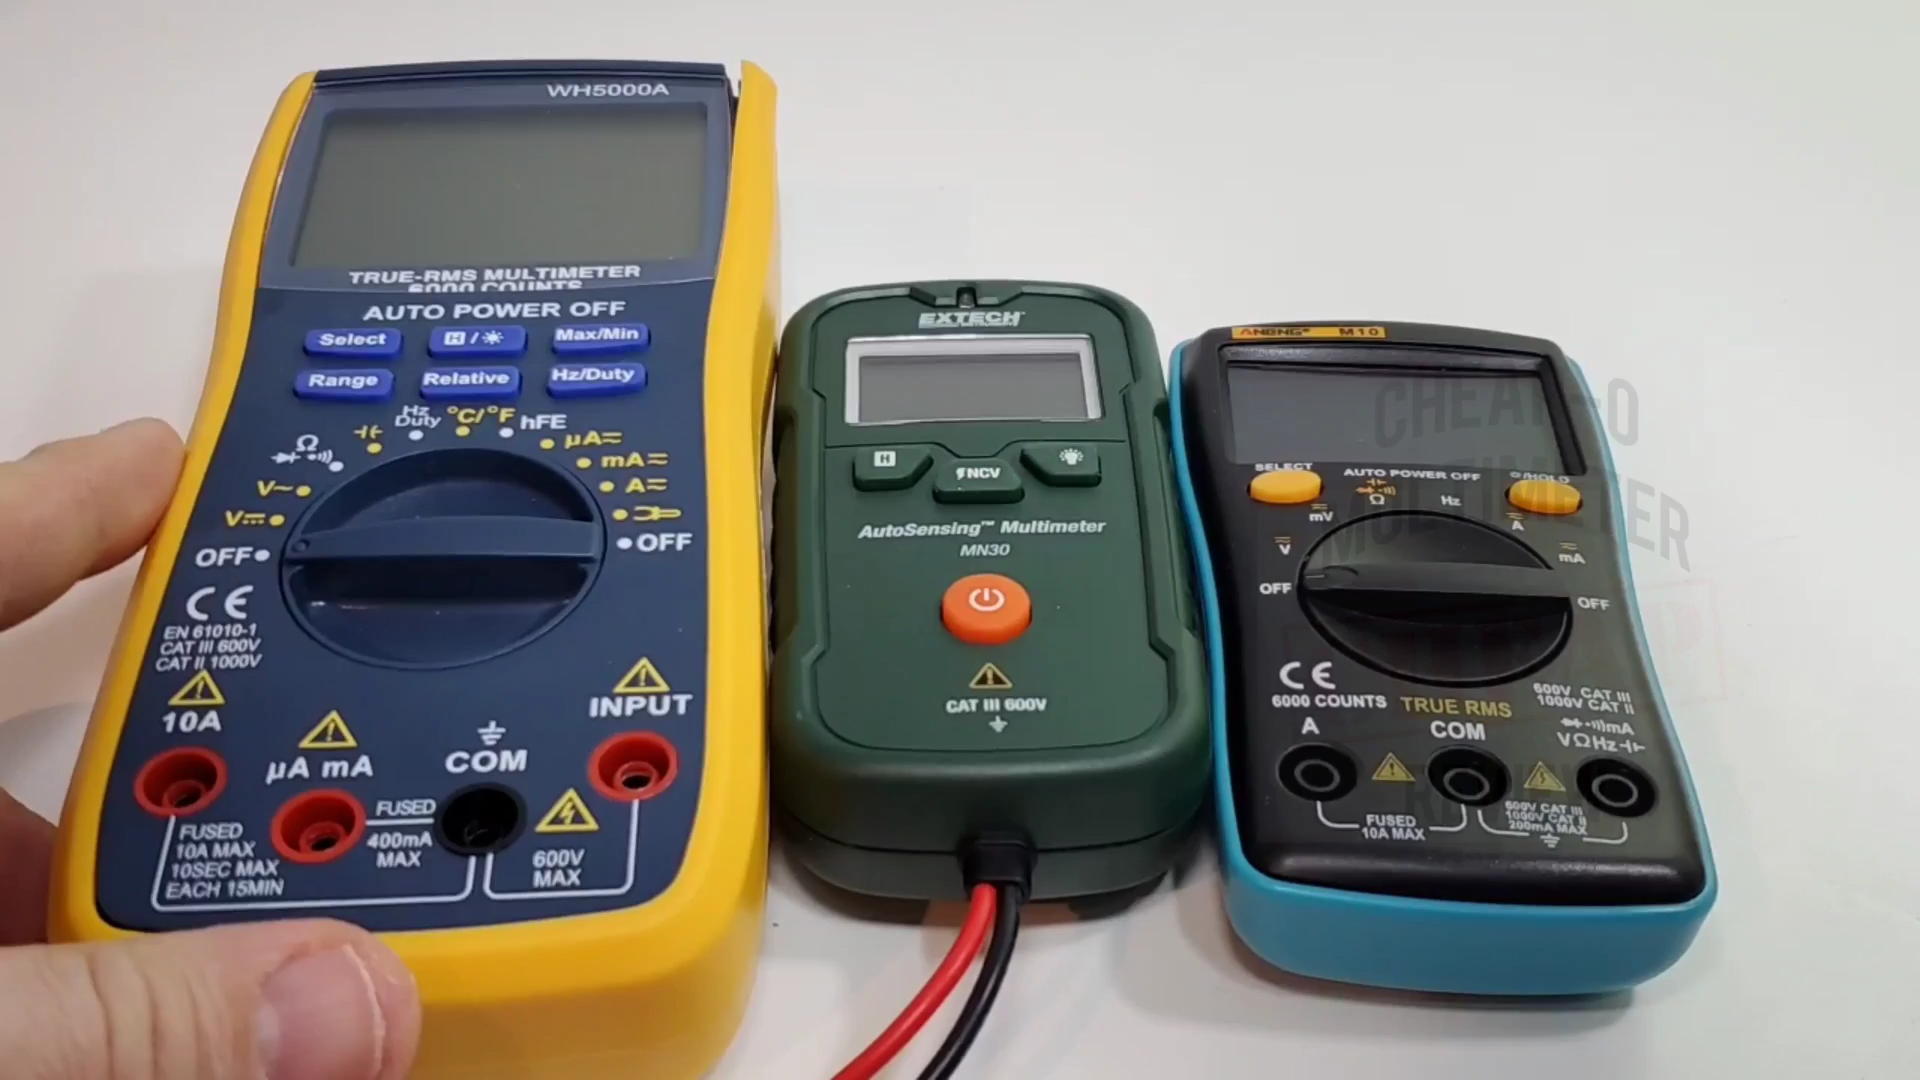 WH5000A
TRUE-RMS MULTIMETER
6000 COUNTS
AUTO POWER OFF
Select
H / ☀
Max/Min
Range
Relative
Hz/Duty
Hz
Duty
°C/°F
hFE
Ω
µA
mA
A
V~
V
OFF
OFF
CE
EN 61010-1
CAT III 600V
CAT II 1000V
10A
µA mA
COM
INPUT
FUSED
10A MAX
10SEC MAX
EACH 15MIN
FUSED
400mA
MAX
600V
MAX
EXTECH
H
NCV
AutoSensing™ Multimeter
MN30
CAT III 600V
ANENG® M10
SELECT
AUTO POWER OFF
/HOLD
Ω
Hz
mV
A
V
mA
OFF
OFF
CE
6000 COUNTS
TRUE RMS
600V CAT III
1000V CAT II
A
COM
mA
VΩHz
FUSED
10A MAX
600V CAT III
1000V CAT II
200mA MAX
MULTIMETER